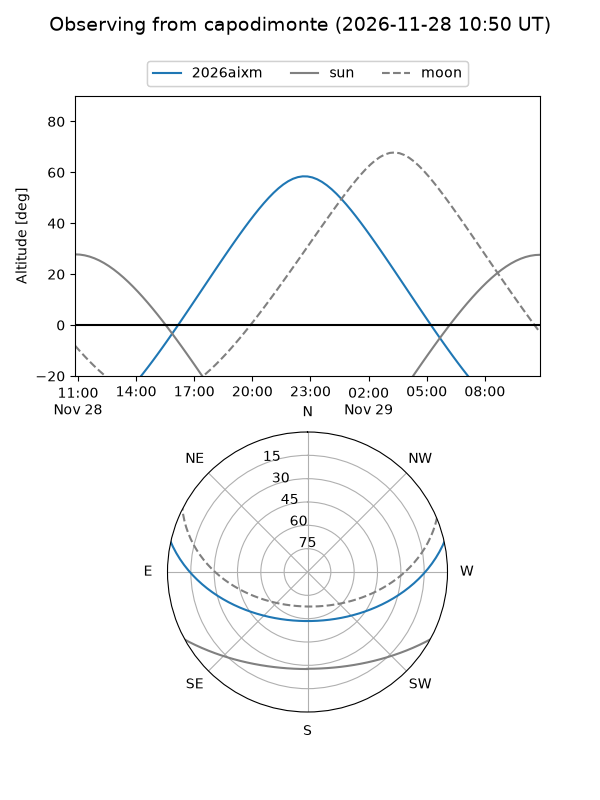 Observing from capodimonte (2026-11-28 10:50 UT)
2026aixm sun moon
Altitude [deg]
80
60
40
20
0
−20
11:00 14:00 17:00 20:00 23:00 02:00 05:00 08:00
Nov 28 Nov 29
N
NE NW
15
30
45
60
75
E W
SE SW
S